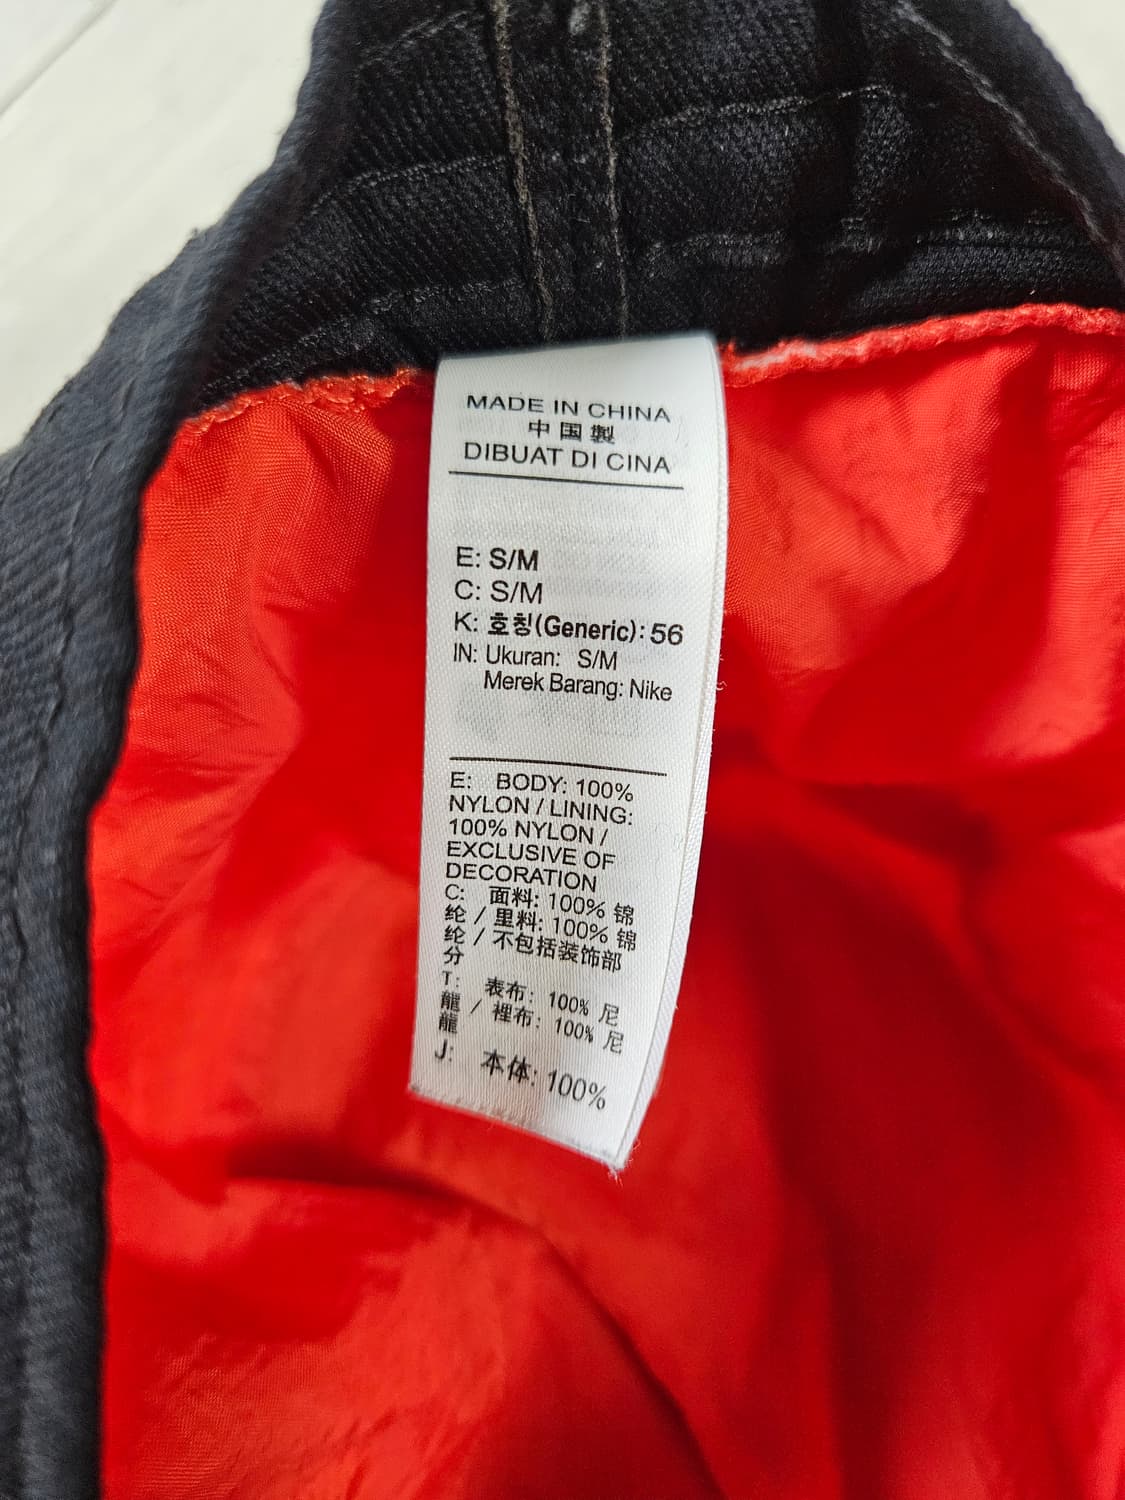 MADE IN CHINA
中国製
DIBUAT DI CINA
E: S/M
C: S/M
K: 호칭(Generic): 56
IN: Ukuran: S/M
Merek Barang: Nike
E: BODY: 100%
NYLON / LINING:
100% NYLON /
EXCLUSIVE OF
DECORATION
C: 面料: 100% 锦
纶 / 里料: 100% 锦
纶 / 不包括装饰部
分
T: 表布: 100% 尼
龍 / 裡布: 100% 尼
龍
J: 本体: 100%